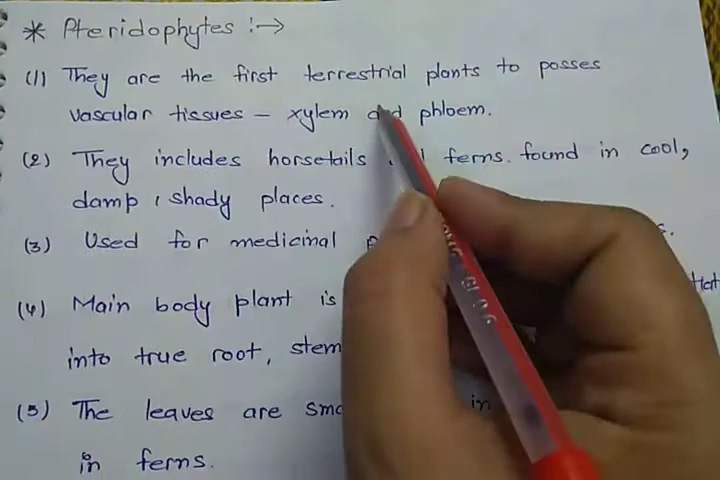 * Pteridophytes :→
(1) They are the first terrestrial plants to posses
vascular tissues - xylem and phloem.
(2) They includes horsetails ferns. found in cool,
damp, shady places.
(3) Used for medicinal
(4) Main body plant is
into true root, stem
(5) The leaves are in
in ferns.